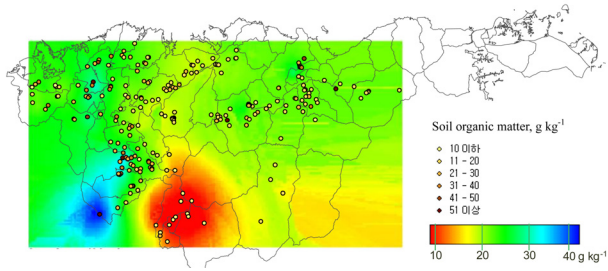 Soil organic matter, g kg-1
10 이하
11 - 20
21 - 30
31 - 40
41 - 50
51 이상
10 20 30 40 g kg-1